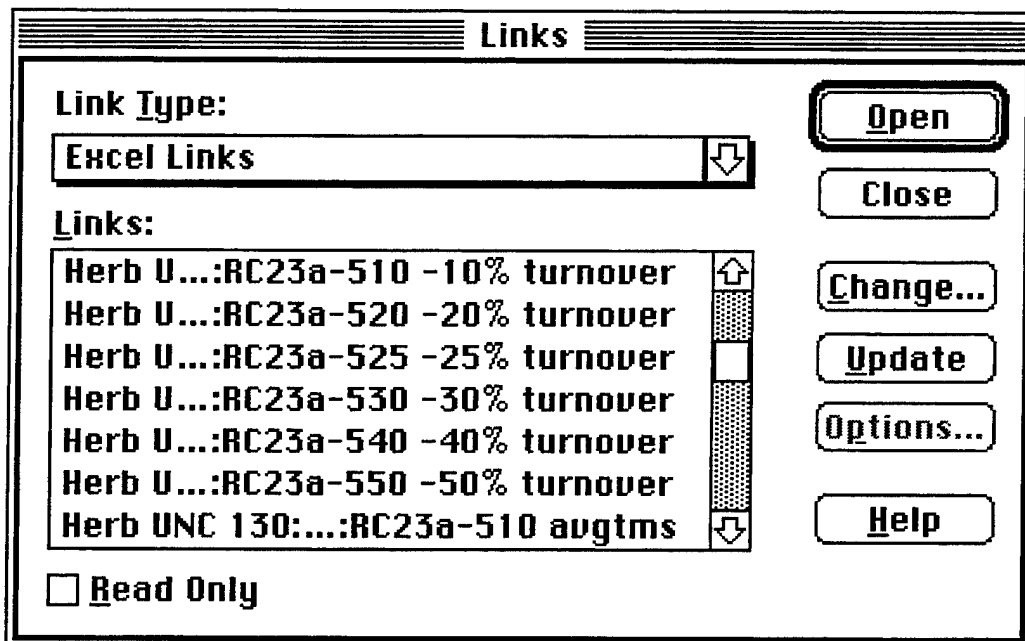 Links
Link Type:
Excel Links
Links:
Herb U...:RC23a-510 -10% turnover
Herb U...:RC23a-520 -20% turnover
Herb U...:RC23a-525 -25% turnover
Herb U...:RC23a-530 -30% turnover
Herb U...:RC23a-540 -40% turnover
Herb U...:RC23a-550 -50% turnover
Herb UNC 130:...:RC23a-510 avgtms
Read Only
Open
Close
Change...
Update
Options...
Help